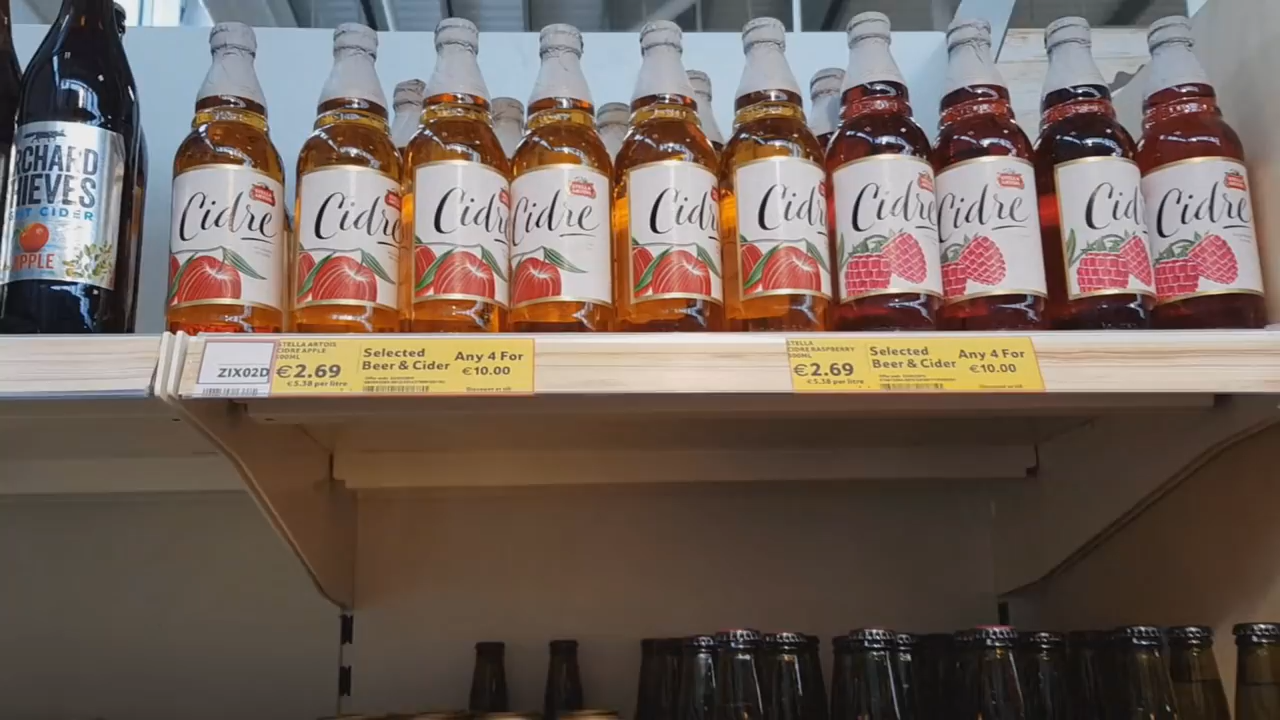 ORCHARD
THIEVES
CIDER
APPLE
STELLA
ARTOIS
Cidre
Cidre
Cidre
Cidre
Cidre
Cidre
Cidre
Cidre
Cidre
Cidre
ZIX02D
STELLA ARTOIS
CIDRE APPLE
500ML
€2.69
€5.38 per litre
Selected
Beer & Cider
Any 4 For
€10.00
STELLA
CIDRE RASPBERRY
500ML
€2.69
€5.38 per litre
Selected
Beer & Cider
Any 4 For
€10.00